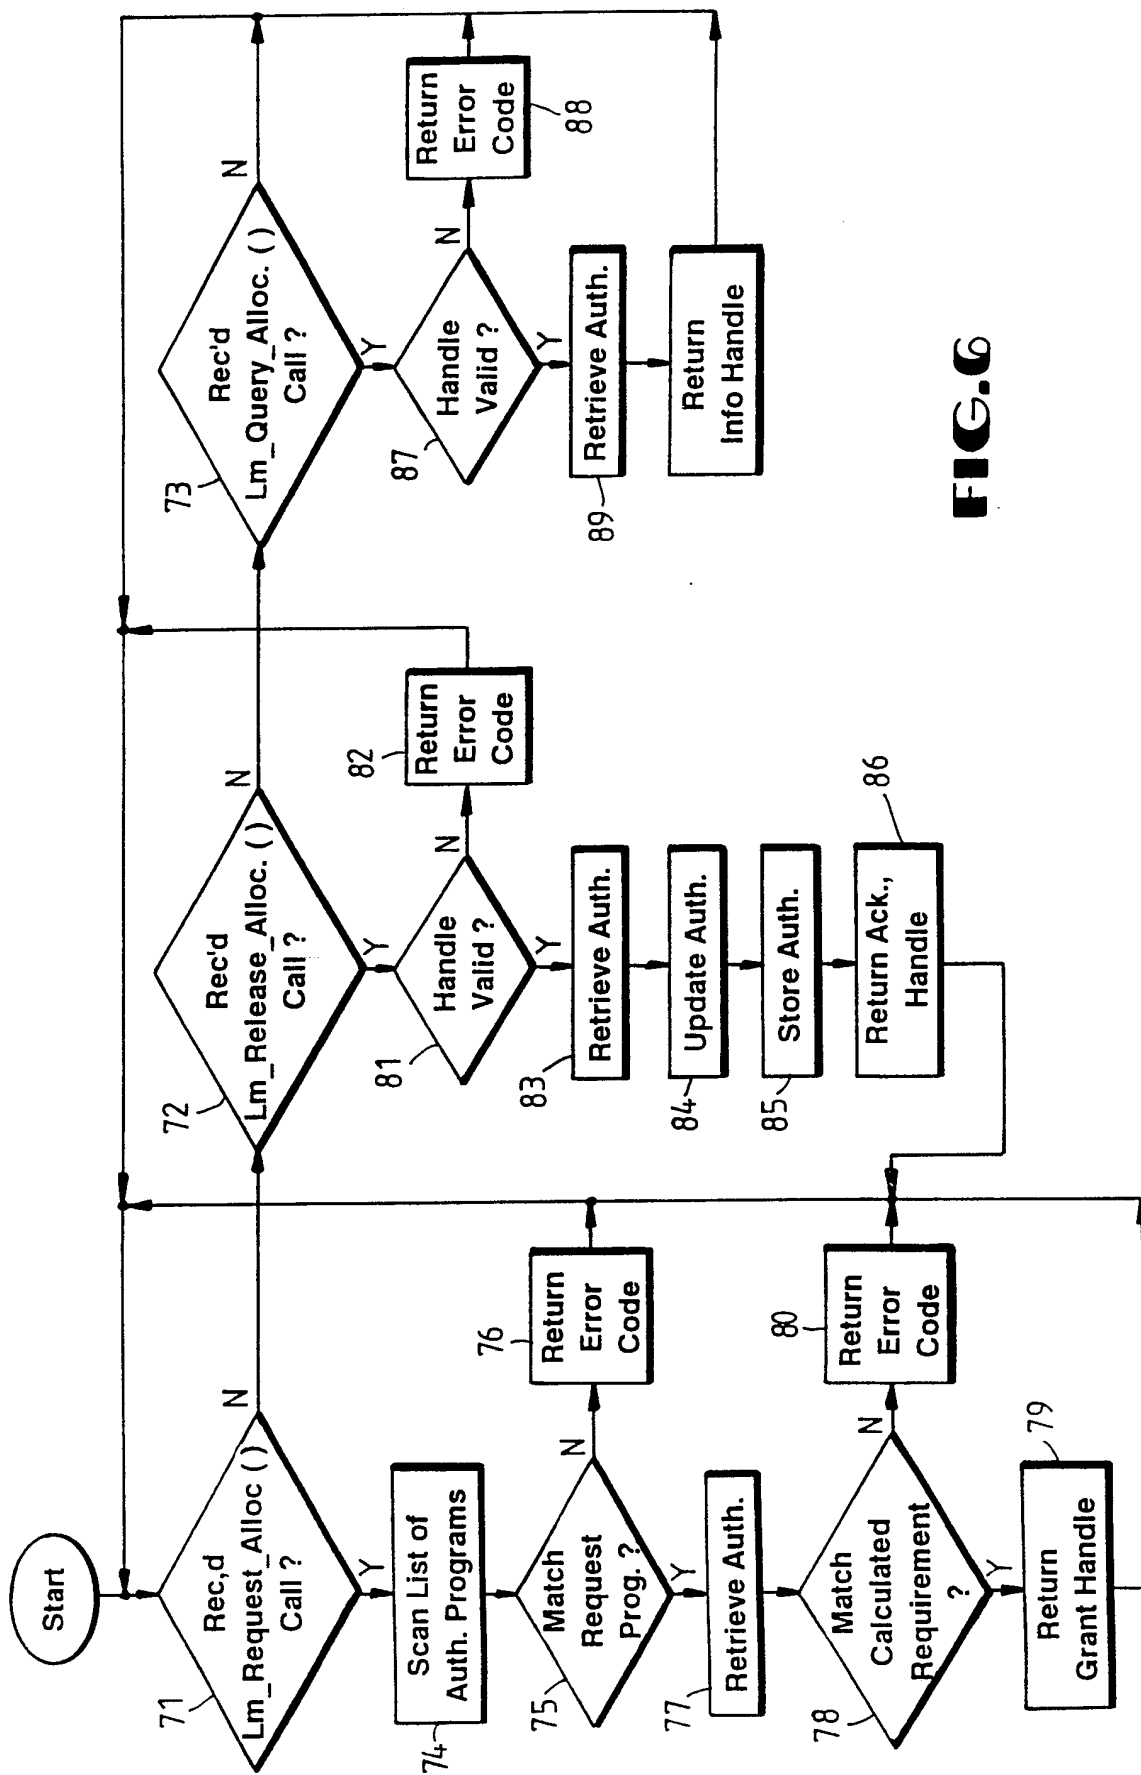 Start
71
Rec,d
Lm_Request_Alloc ( )
Call ?
N
Y
72
Rec'd
Lm_Release_Alloc. ( )
Call ?
N
Y
73
Rec'd
Lm_Query_Alloc. ( )
Call ?
N
Y
74
Scan List of
Auth. Programs
75
Match
Request
Prog. ?
N
Y
76
Return
Error
Code
77
Retrieve Auth.
78
Match
Calculated
Requirement
?
N
Y
80
Return
Error
Code
79
Return
Grant Handle
81
Handle
Valid ?
N
Y
82
Return
Error
Code
83
Retrieve Auth.
84
Update Auth.
85
Store Auth.
86
Return Ack.,
Handle
87
Handle
Valid ?
N
Y
88
Return
Error
Code
89
Retrieve Auth.
Return
Info Handle
FIG.6